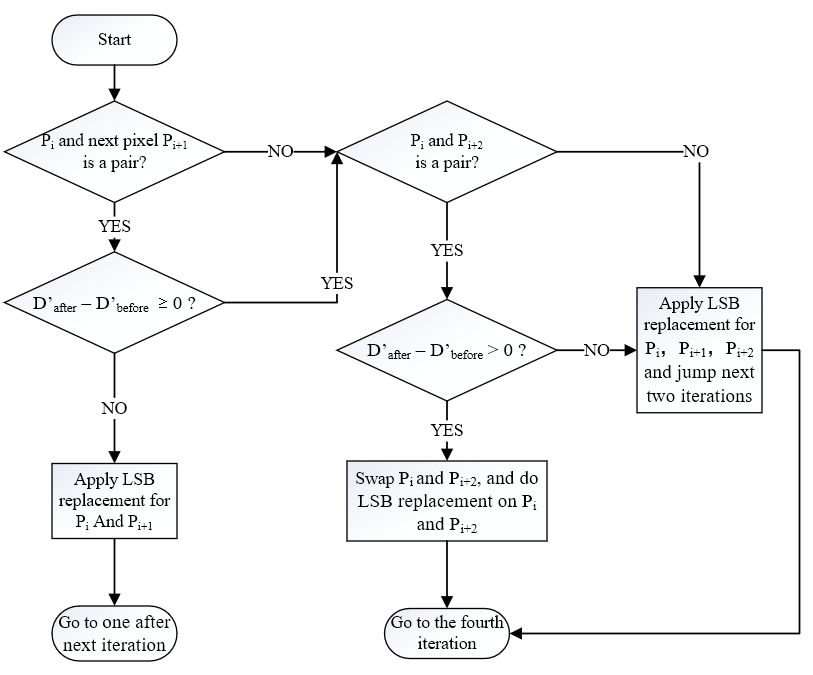 Start
P_i and next pixel P_{i+1}
is a pair?
NO
P_i and P_{i+2}
is a pair?
NO
YES
YES
D’_{after} – D’_{before} ≥ 0 ?
YES
D’_{after} – D’_{before} > 0 ?
NO
Apply LSB
replacement for
P_i, P_{i+1}, P_{i+2}
and jump next
two iterations
NO
YES
Apply LSB
replacement for
P_i And P_{i+1}
Swap P_i and P_{i+2}, and do
LSB replacement on P_i
and P_{i+2}
Go to one after
next iteration
Go to the fourth
iteration